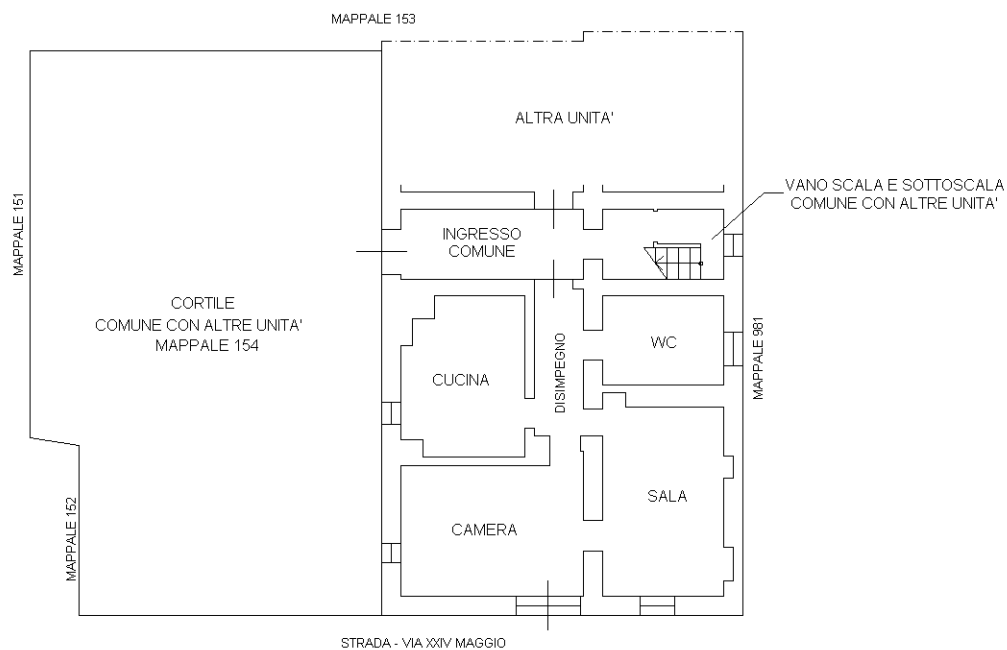 MAPPALE 153
ALTRA UNITA'
VANO SCALA E SOTTOSCALA
COMUNE CON ALTRE UNITA'
MAPPALE 151
INGRESSO
COMUNE
CORTILE
COMUNE CON ALTRE UNITA'
MAPPALE 154
WC
MAPPALE 981
CUCINA
DISIMPEGNO
SALA
MAPPALE 152
CAMERA
STRADA - VIA XXIV MAGGIO